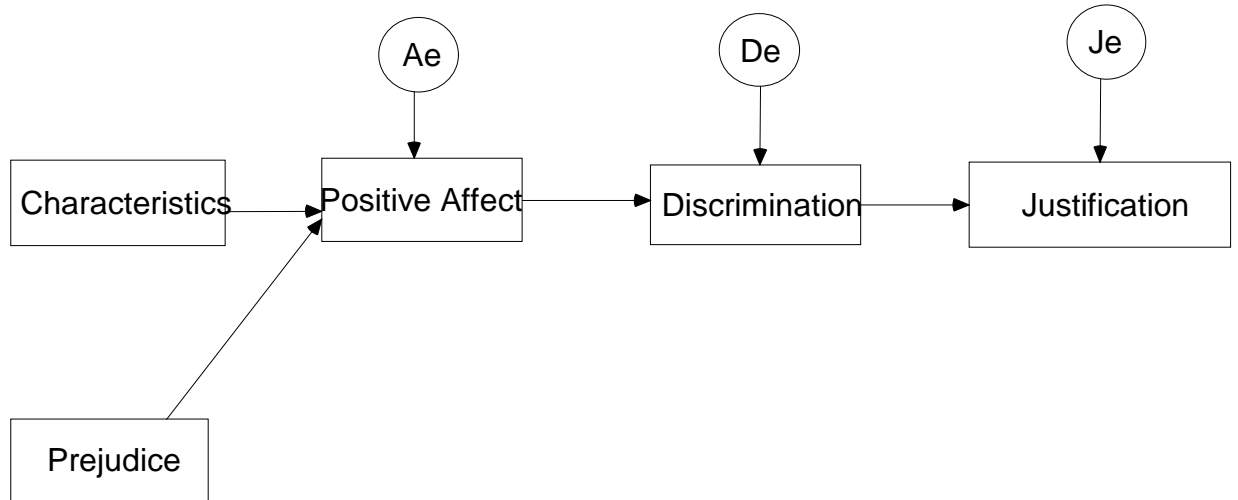 Ae
De
Je
Characteristics
Positive Affect
Discrimination
Justification
Prejudice